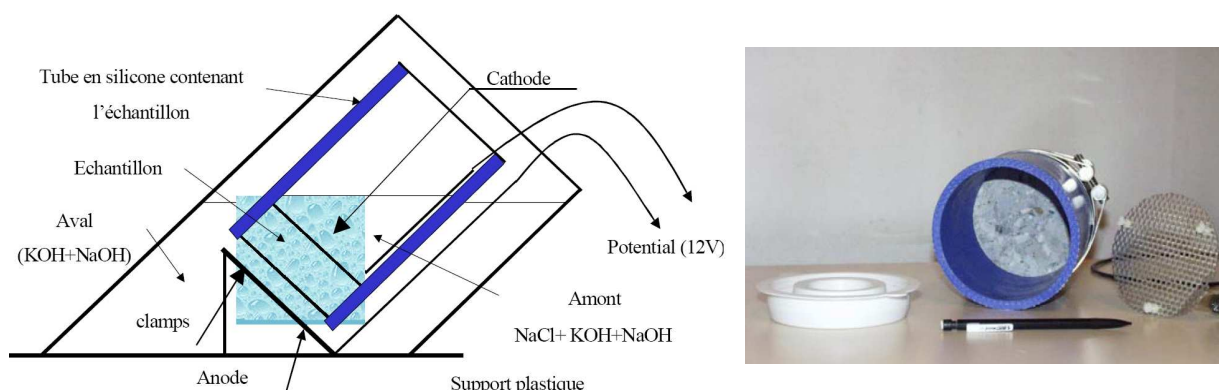 Tube en silicone contenant
l'échantillon
Cathode
Echantillon
Aval
(KOH+NaOH)
Potential (12V)
clamps
Amont
NaCl+ KOH+NaOH
Anode
Support plastique